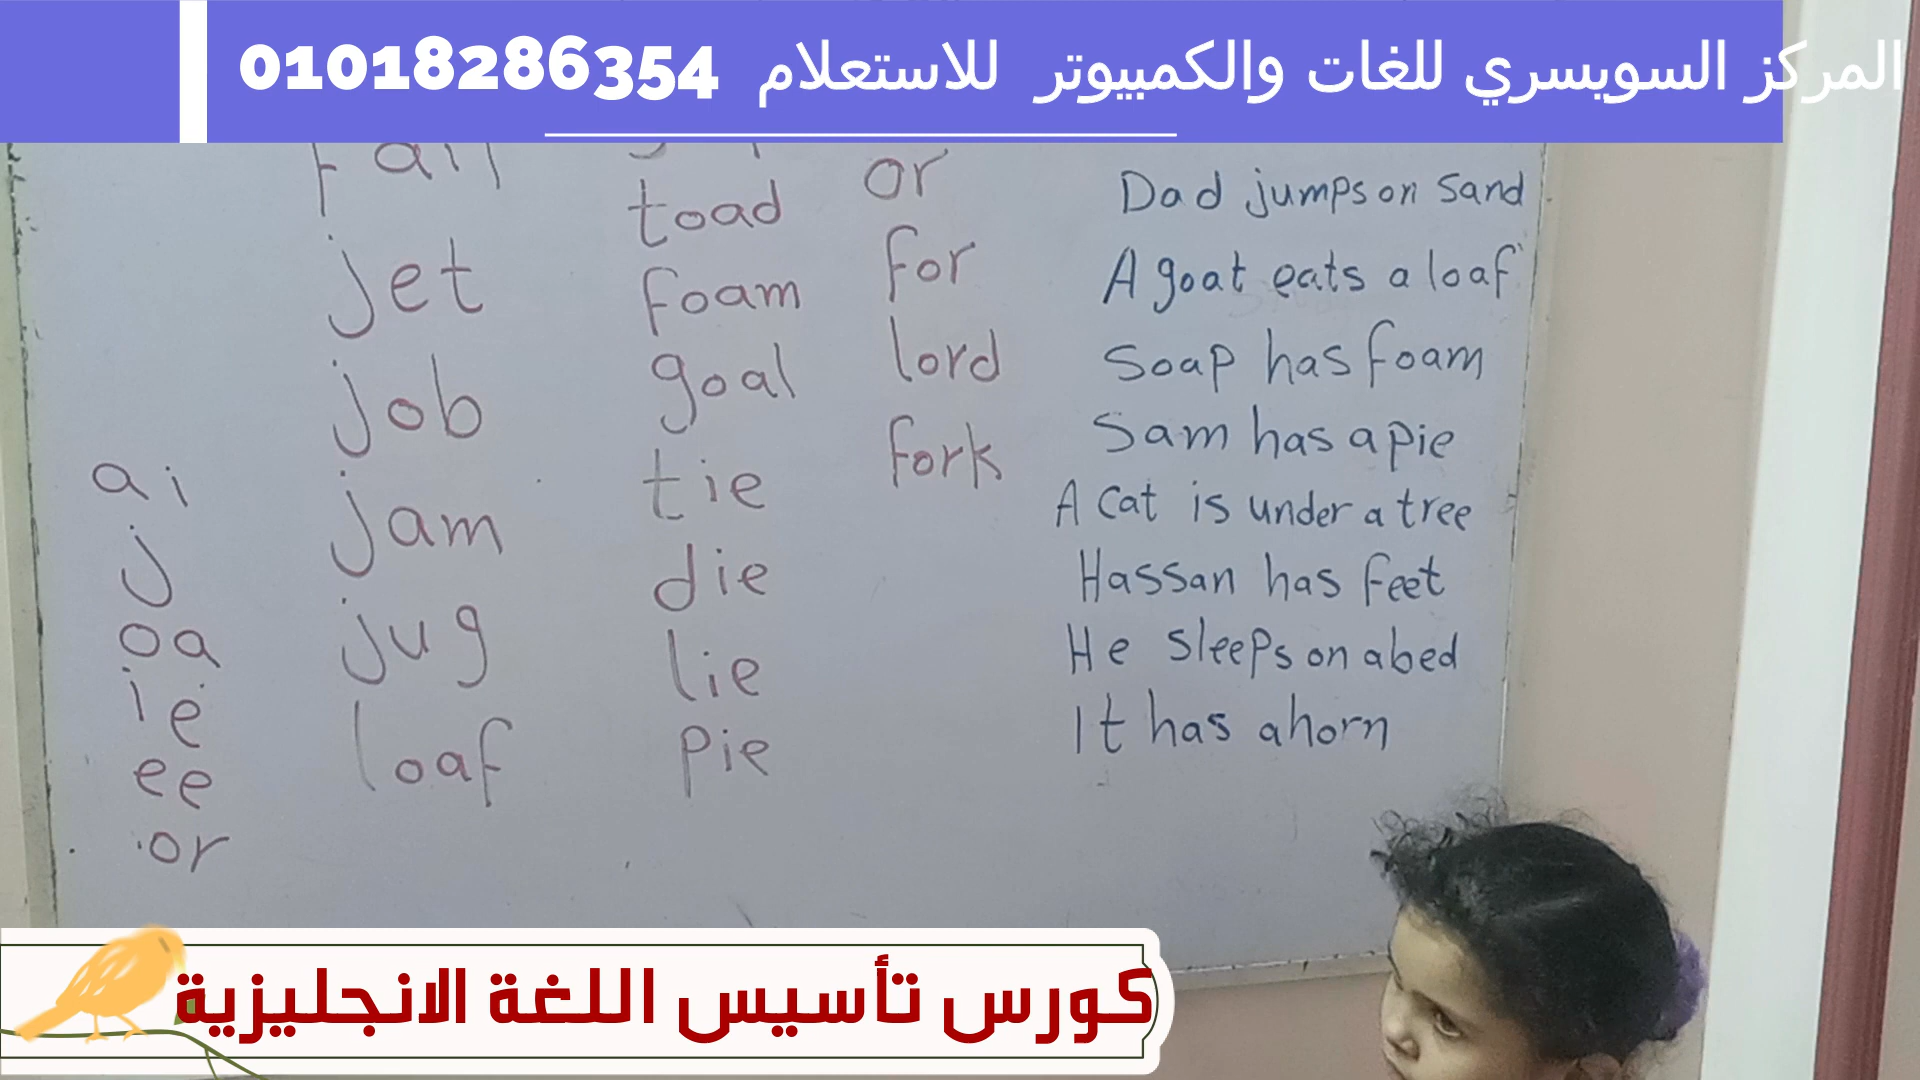 المركز السويسري للغات والكمبيوتر للاستعلام 01018286354
ai
j
oa
ie
ee
or
jet
job
jam
jug
loaf
toad
foam
goal
tie
die
lie
pie
or
for
lord
fork
Dad jumps on sand
A goat eats a loaf
Soap has foam
Sam has a pie
A cat is under a tree
Hassan has feet
He sleeps on a bed
It has a horn
كورس تأسيس اللغة الانجليزية